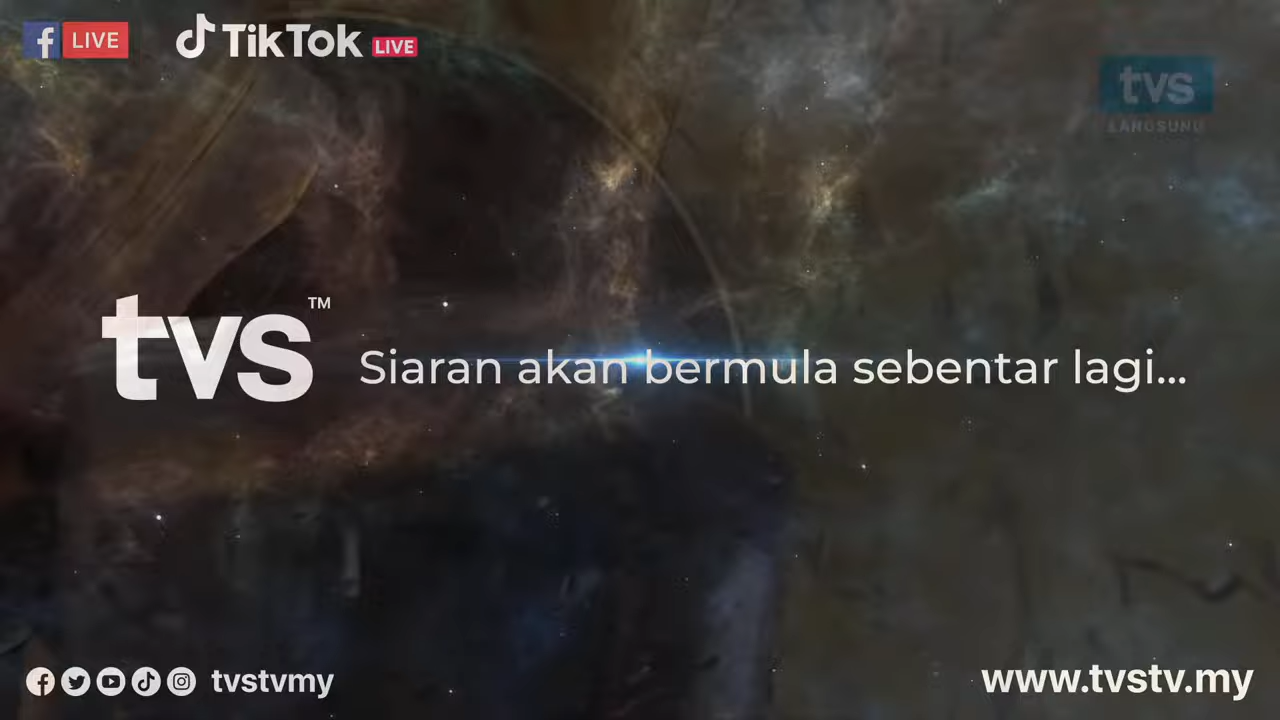 LIVE
TikTok LIVE
tvs
LANGSUNG
tvs™
Siaran akan bermula sebentar lagi...
tvstvmy
www.tvstv.my